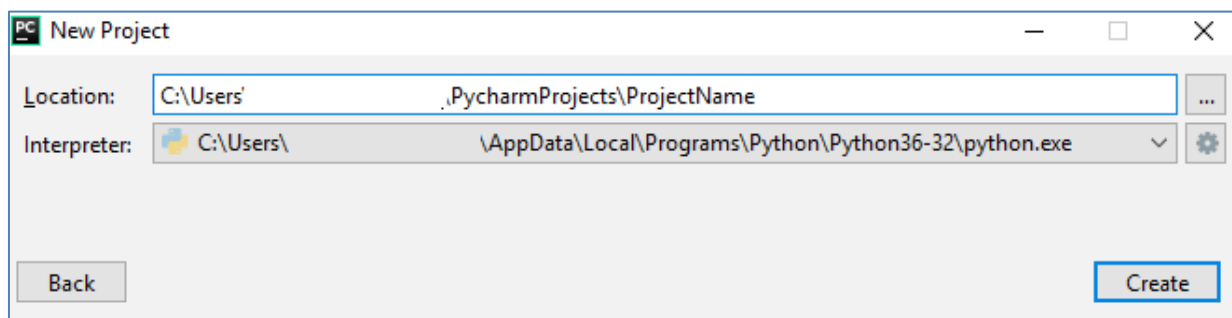 PC New Project
Location: C:\Users' \PycharmProjects\ProjectName ...
Interpreter: C:\Users\ \AppData\Local\Programs\Python\Python36-32\python.exe
Back Create